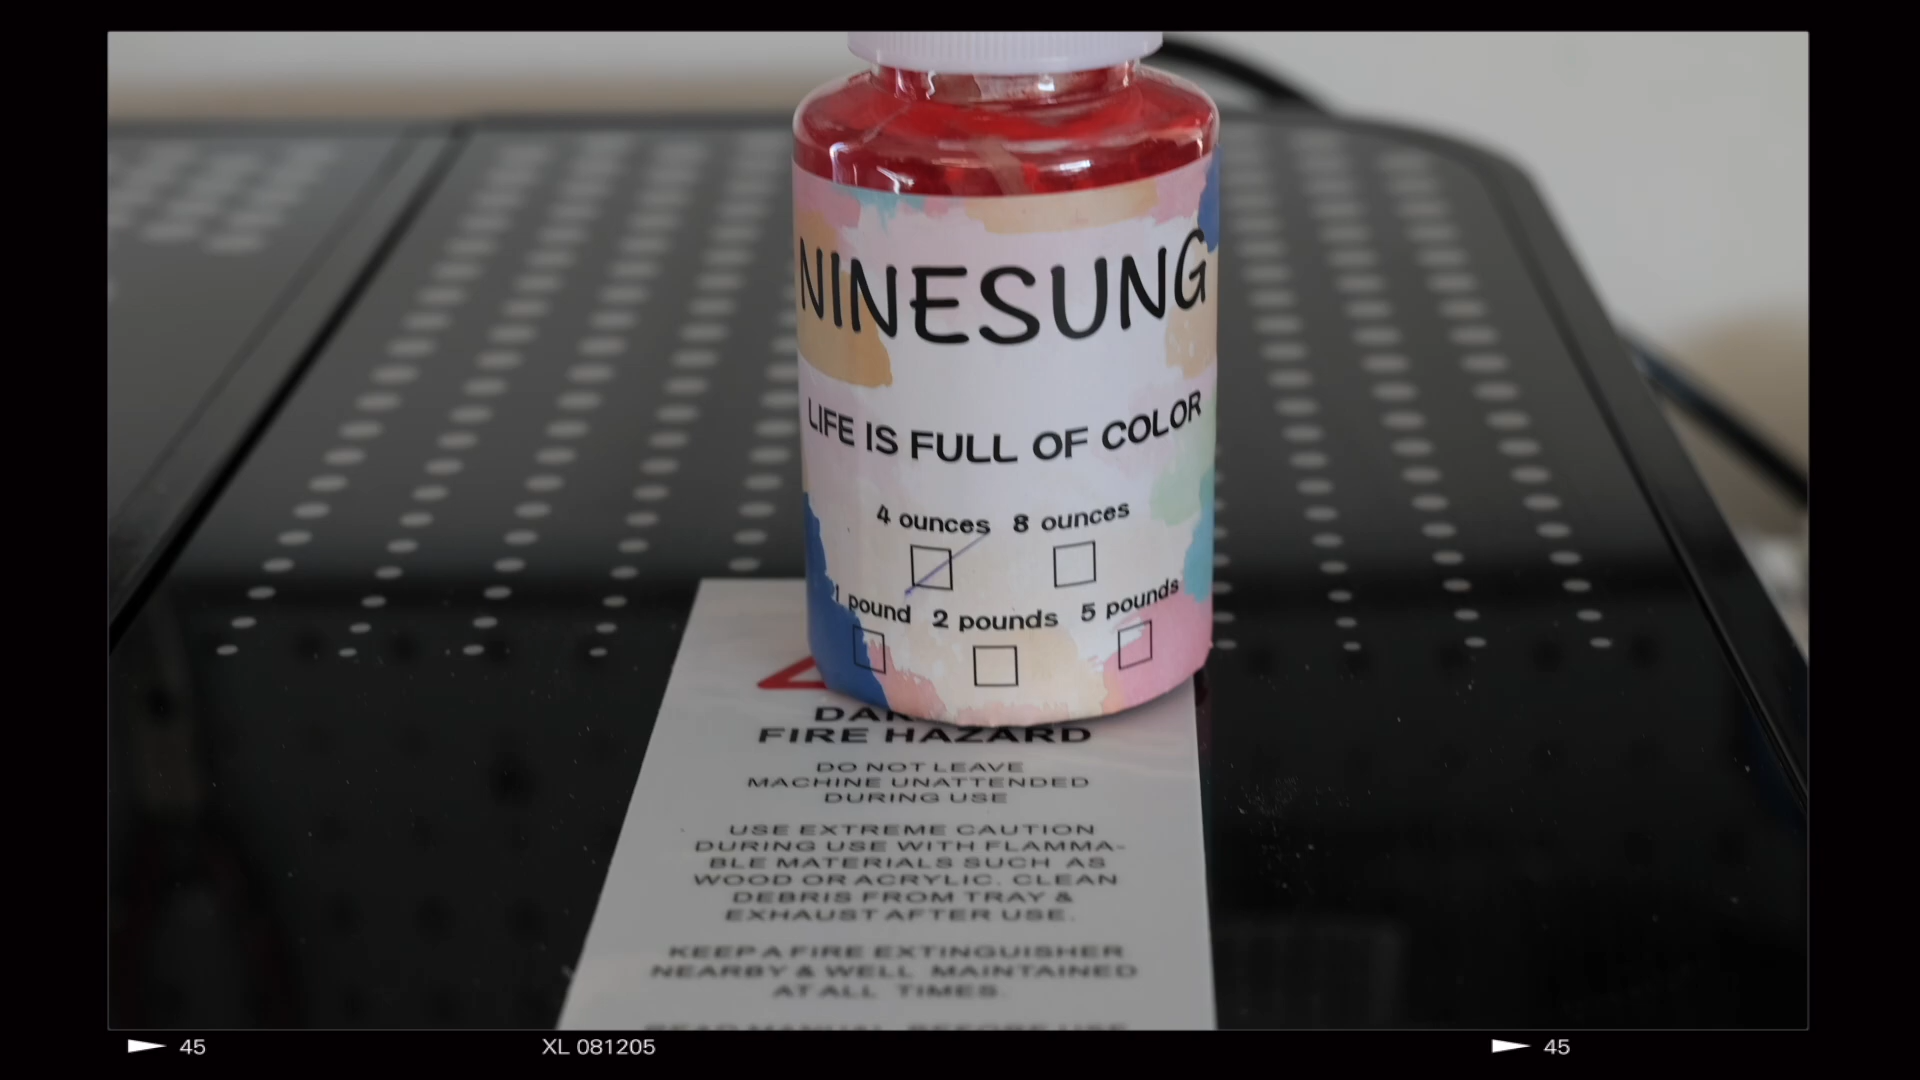 NINESUNG
LIFE IS FULL OF COLOR
4 ounces 8 ounces
1 pound 2 pounds 5 pounds
FIRE HAZARD
DO NOT LEAVE
MACHINE UNATTENDED
DURING USE
USE EXTREME CAUTION
DURING USE WITH FLAMMA-
BLE MATERIALS SUCH AS
WOOD OR ACRYLIC. CLEAN
DEBRIS FROM TRAY &
EXHAUST AFTER USE.
KEEP A FIRE EXTINGUISHER
NEARBY & WELL MAINTAINED
AT ALL TIMES.
45 XL 081205 45